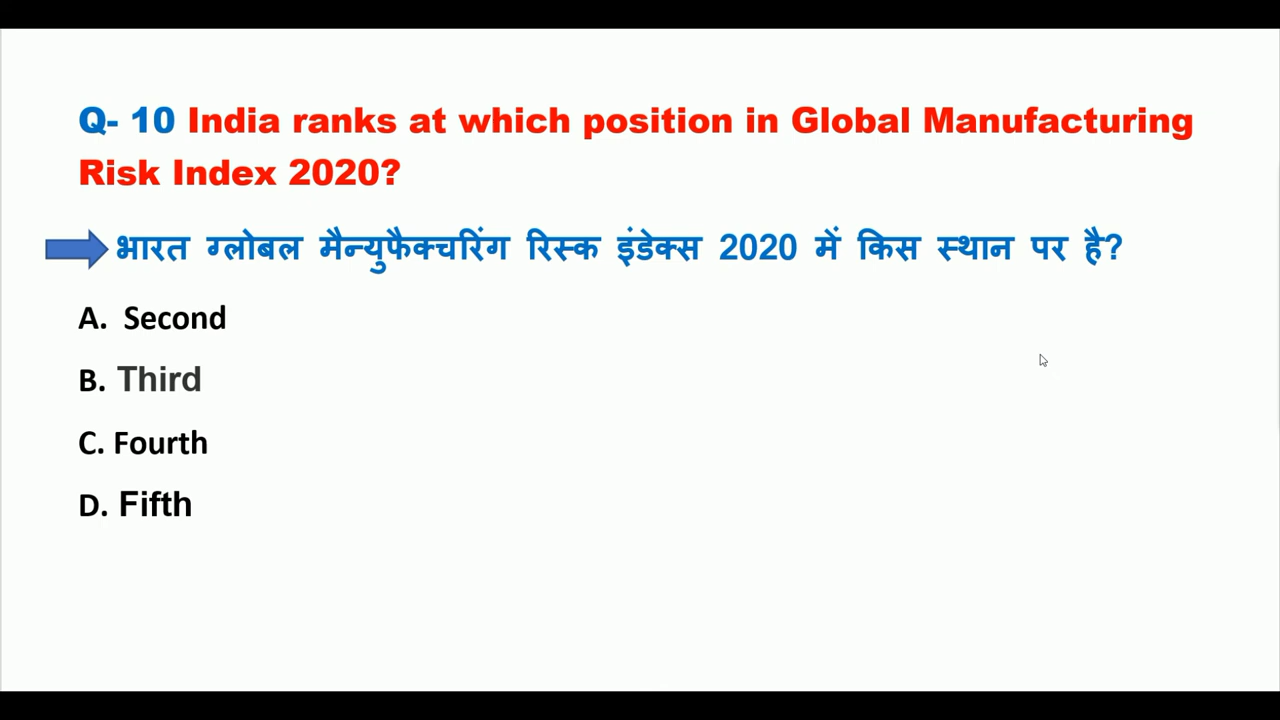 Q- 10 India ranks at which position in Global Manufacturing
Risk Index 2020?
भारत ग्लोबल मैन्युफैक्चरिंग रिस्क इंडेक्स 2020 में किस स्थान पर है?
A. Second
B. Third
C. Fourth
D. Fifth